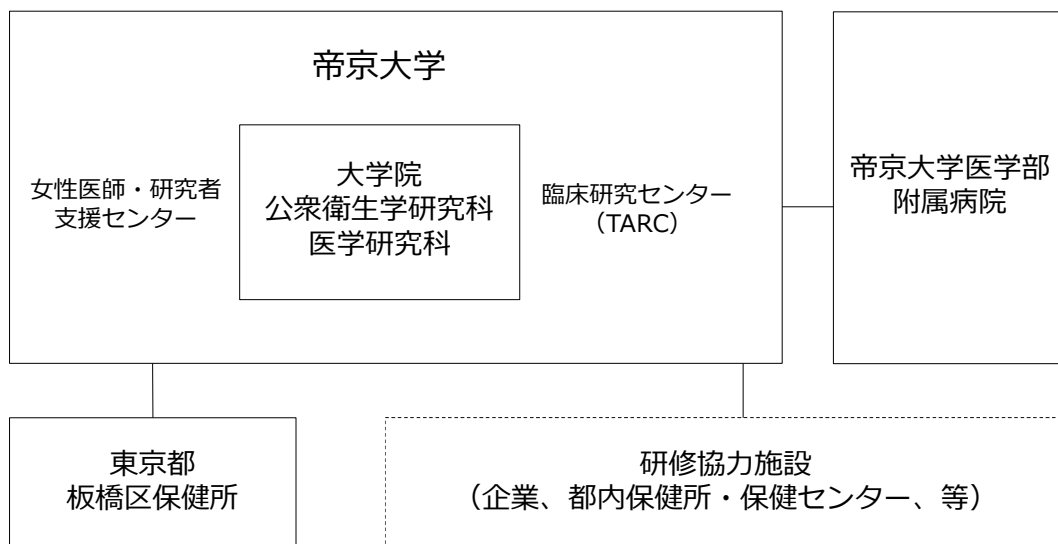 帝京大学
女性医師・研究者
支援センター
大学院
公衆衛生学研究科
医学研究科
臨床研究センター
（TARC）
帝京大学医学部
附属病院
東京都
板橋区保健所
研修協力施設
（企業、都内保健所・保健センター、等）